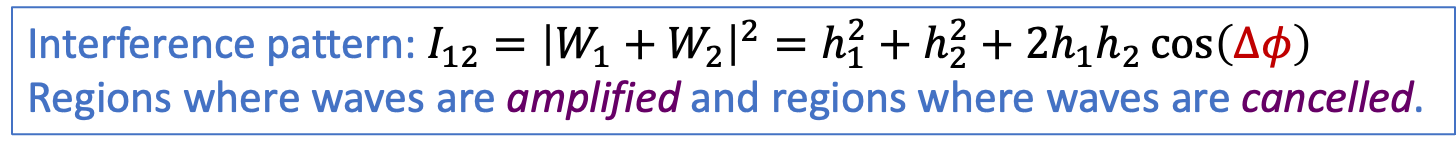 Interference pattern: I₁₂ = |W₁ + W₂|² = h₁² + h₂² + 2h₁h₂ cos(Δϕ)
Regions where waves are amplified and regions where waves are cancelled.